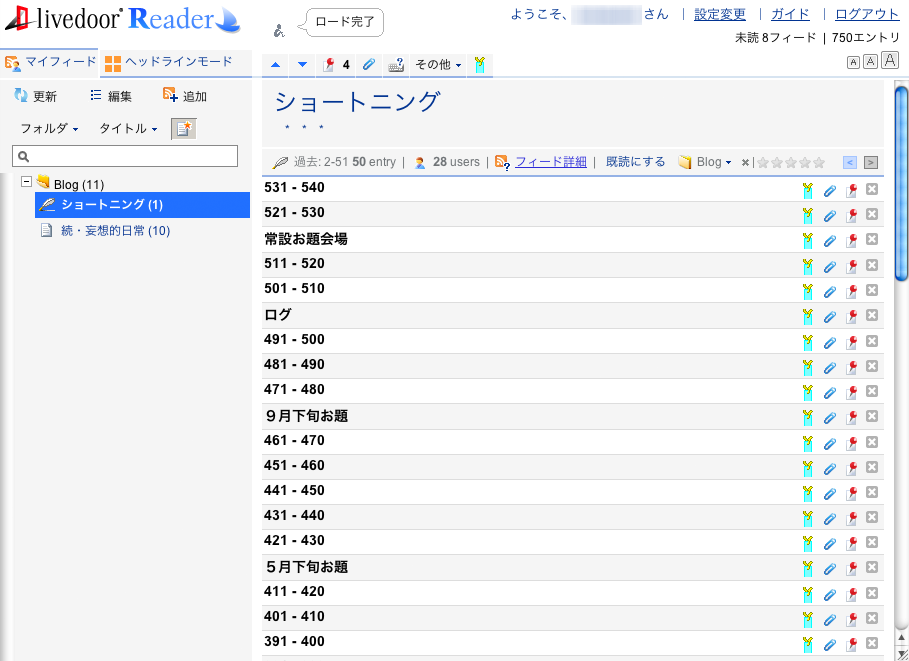 livedoor Reader
ロード完了
ようこそ、 さん | 設定変更 | ガイド | ログアウト
未読 8フィード | 750エントリ
マイフィード ヘッドラインモード
4 その他
A A A
更新 編集 追加
フォルダ タイトル
Blog (11)
ショートニング (1)
続・妄想的日常 (10)
ショートニング
* * *
過去: 2-51 50 entry | 28 users | フィード詳細 | 既読にする Blog × | < >
531 - 540
521 - 530
常設お題会場
511 - 520
501 - 510
ログ
491 - 500
481 - 490
471 - 480
９月下旬お題
461 - 470
451 - 460
441 - 450
431 - 440
421 - 430
５月下旬お題
411 - 420
401 - 410
391 - 400